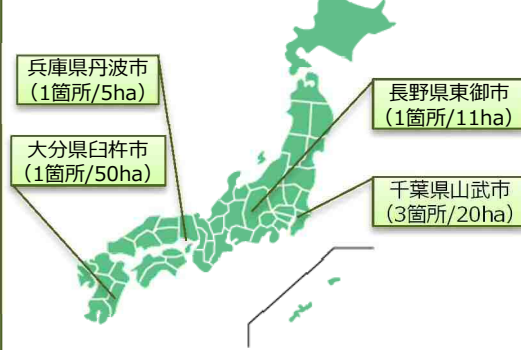 兵庫県丹波市
（1箇所/5ha）
大分県臼杵市
（1箇所/50ha）
長野県東御市
（1箇所/11ha）
千葉県山武市
（3箇所/20ha）